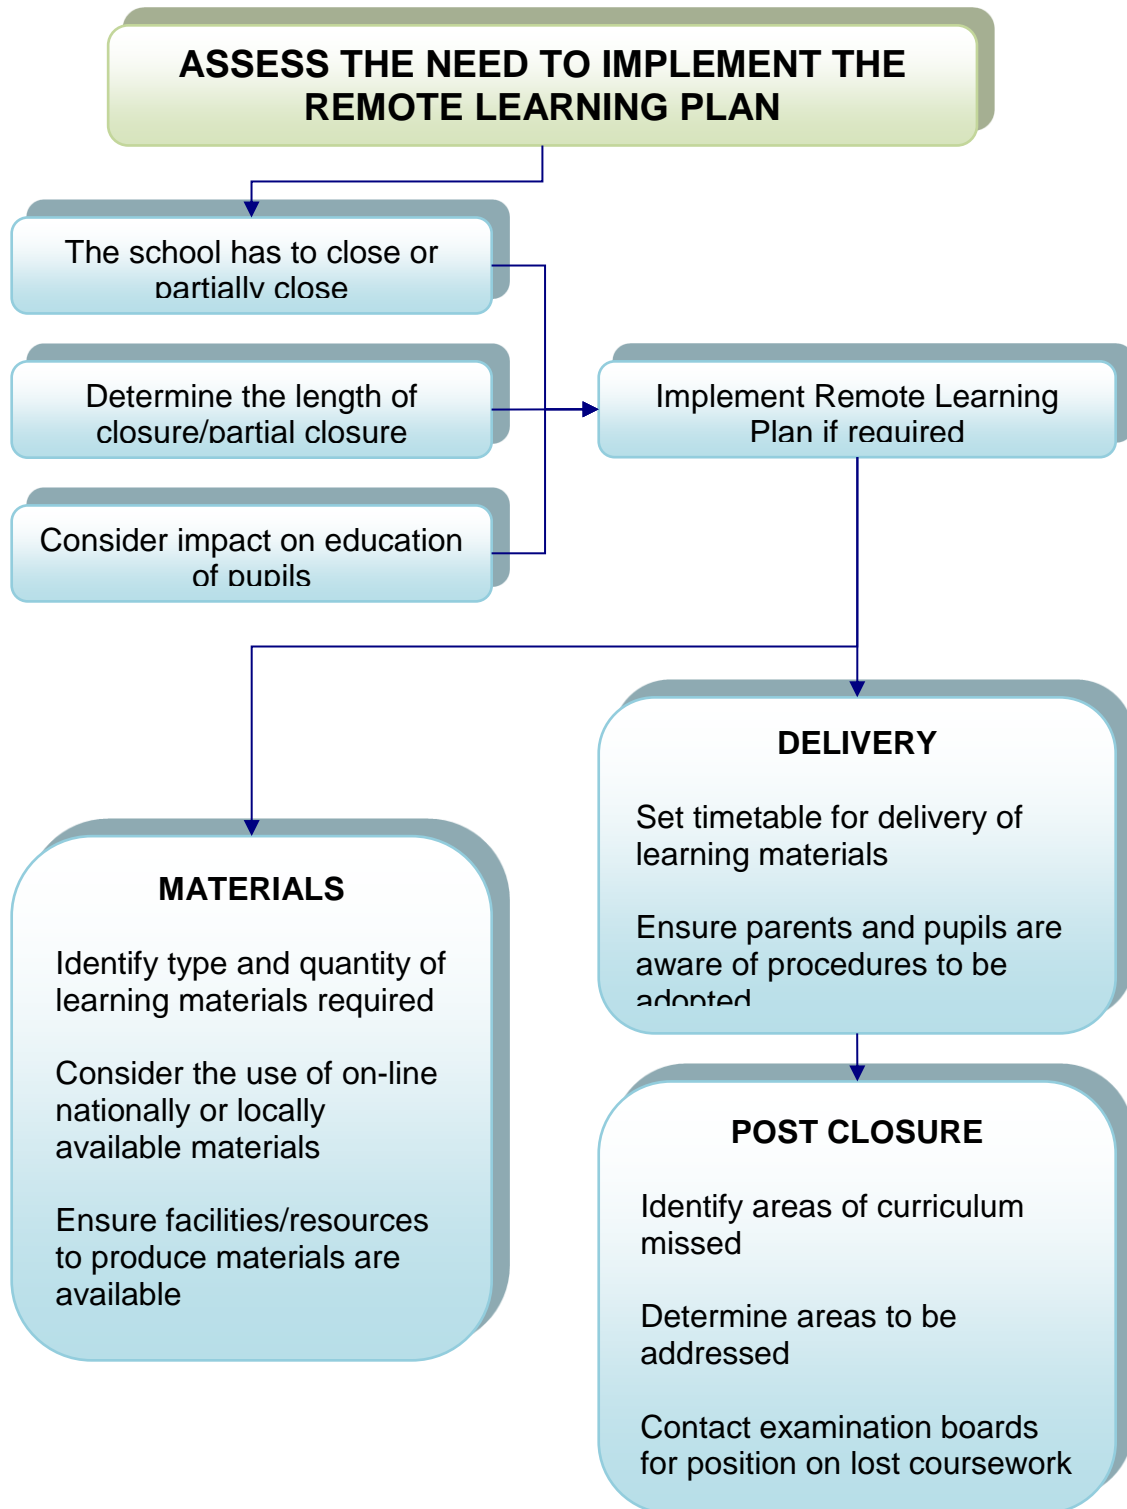 ASSESS THE NEED TO IMPLEMENT THE
REMOTE LEARNING PLAN
The school has to close or
partially close
Determine the length of
closure/partial closure
Consider impact on education
of pupils
Implement Remote Learning
Plan if required
MATERIALS
Identify type and quantity of
learning materials required
Consider the use of on-line
nationally or locally
available materials
Ensure facilities/resources
to produce materials are
available
DELIVERY
Set timetable for delivery of
learning materials
Ensure parents and pupils are
aware of procedures to be
adopted
POST CLOSURE
Identify areas of curriculum
missed
Determine areas to be
addressed
Contact examination boards
for position on lost coursework